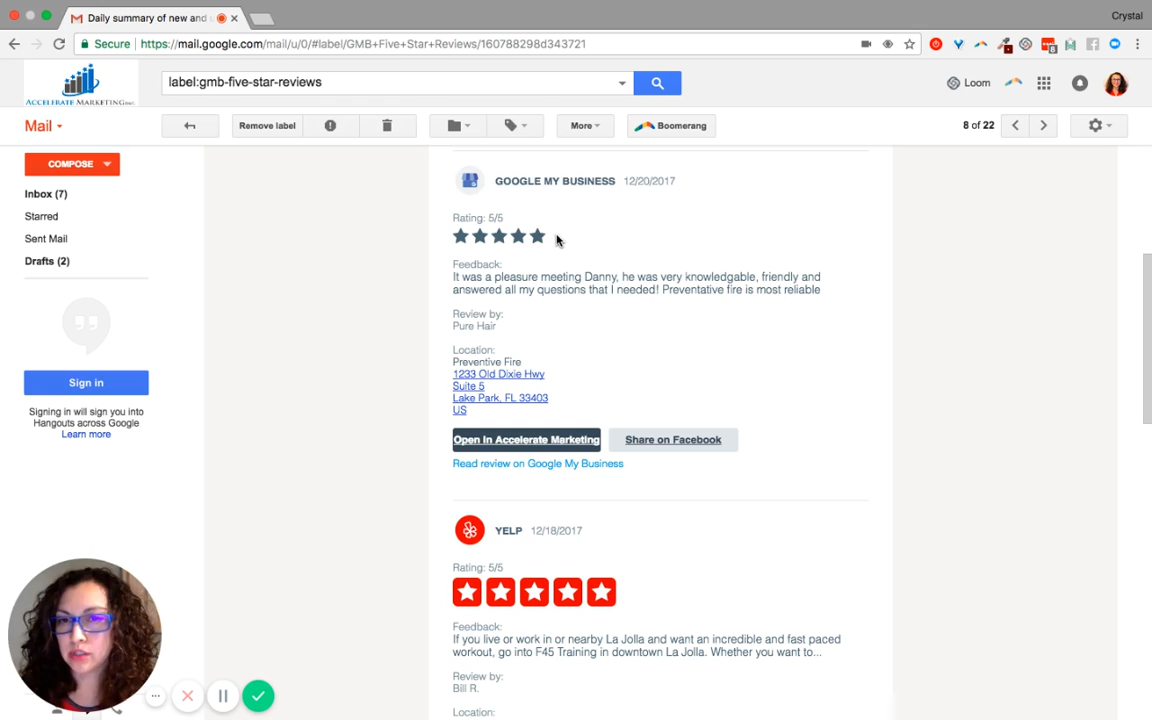 Daily summary of new and
Crystal
Secure
https://mail.google.com/mail/u/0/#label/GMB+Five+Star+Reviews/160788298d343721
8
ACCELERATE MARKETING INC.
label:gmb-five-star-reviews
Loom
Mail
Remove label
More
Boomerang
8 of 22
COMPOSE
Inbox (7)
Starred
Sent Mail
Drafts (2)
Sign in
Signing in will sign you into
Hangouts across Google
Learn more
GOOGLE MY BUSINESS 12/20/2017
Rating: 5/5
Feedback:
It was a pleasure meeting Danny, he was very knowledgable, friendly and
answered all my questions that I needed! Preventative fire is most reliable
Review by:
Pure Hair
Location:
Preventive Fire
1233 Old Dixie Hwy
Suite 5
Lake Park, FL 33403
US
Open In Accelerate Marketing
Share on Facebook
Read review on Google My Business
YELP 12/18/2017
Rating: 5/5
Feedback:
If you live or work in or nearby La Jolla and want an incredible and fast paced
workout, go into F45 Training in downtown La Jolla. Whether you want to...
Review by:
Bill R.
Location: